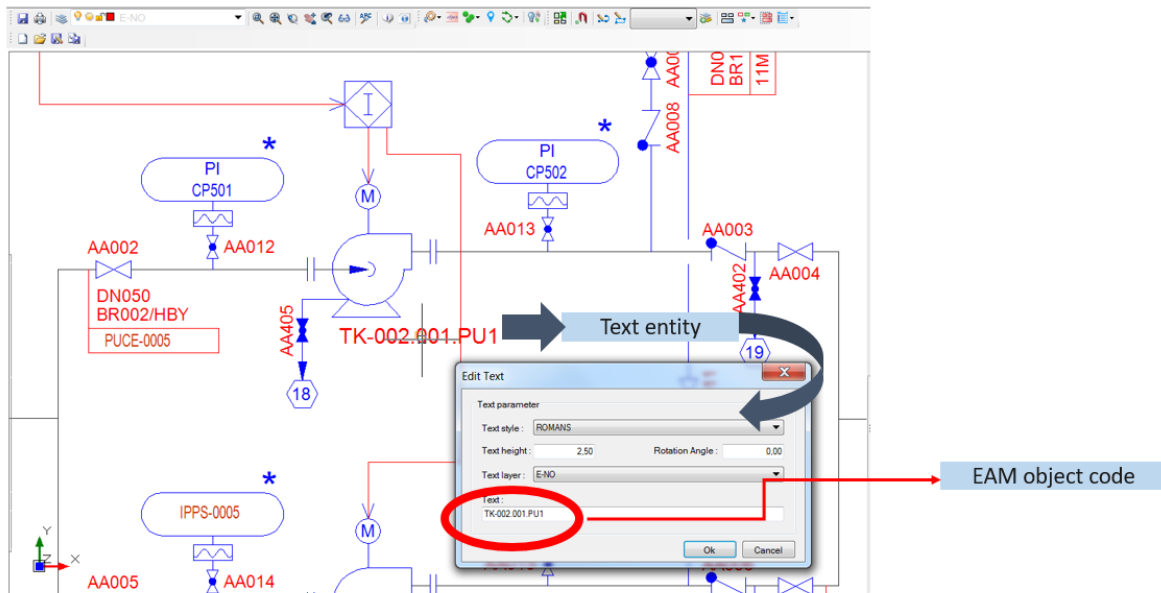 E-NO
ABC
DN0
BR1
11M
AA00
AA008
I
PI
CP501
M
PI
CP502
AA002
AA012
AA013
AA003
AA004
AA402
DN050
BR002/HBY
PUCE-0005
AA405
TK-002.001.PU1
Text entity
18
19
Edit Text
Text parameter
Text style :
ROMANS
Text height :
2,50
Rotation Angle :
0,00
Text layer :
E-NO
Text :
TK-002.001.PU1
Ok
Cancel
EAM object code
IPPS-0005
M
Y
Z
X
AA005
AA014